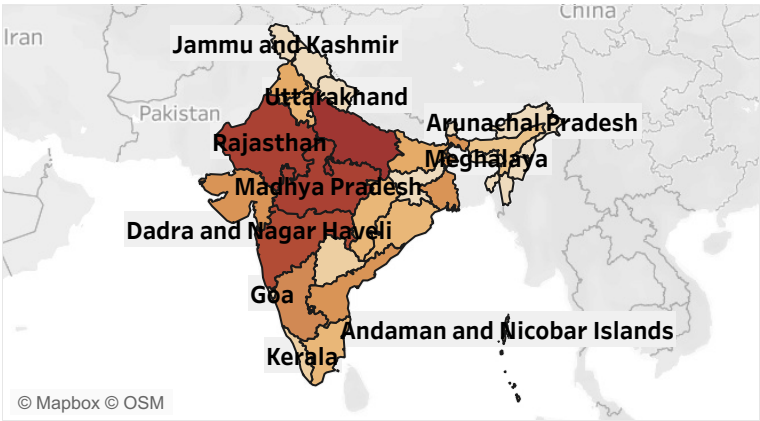 China
Iran
Jammu and Kashmir
Uttarakhand
Pakistan
Arunachal Pradesh
Rajasthan
Meghalaya
Madhya Pradesh
Dadra and Nagar Haveli
Goa
Andaman and Nicobar Islands
Kerala
© Mapbox © OSM